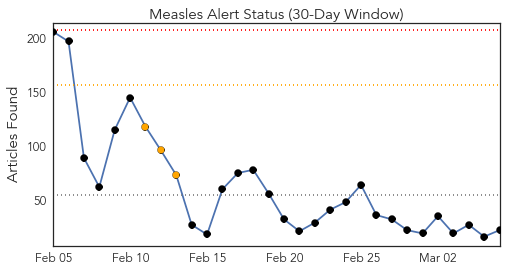 Measles Alert Status (30-Day Window)
Articles Found
200
150
100
50
Feb 05 Feb 10 Feb 15 Feb 20 Feb 25 Mar 02